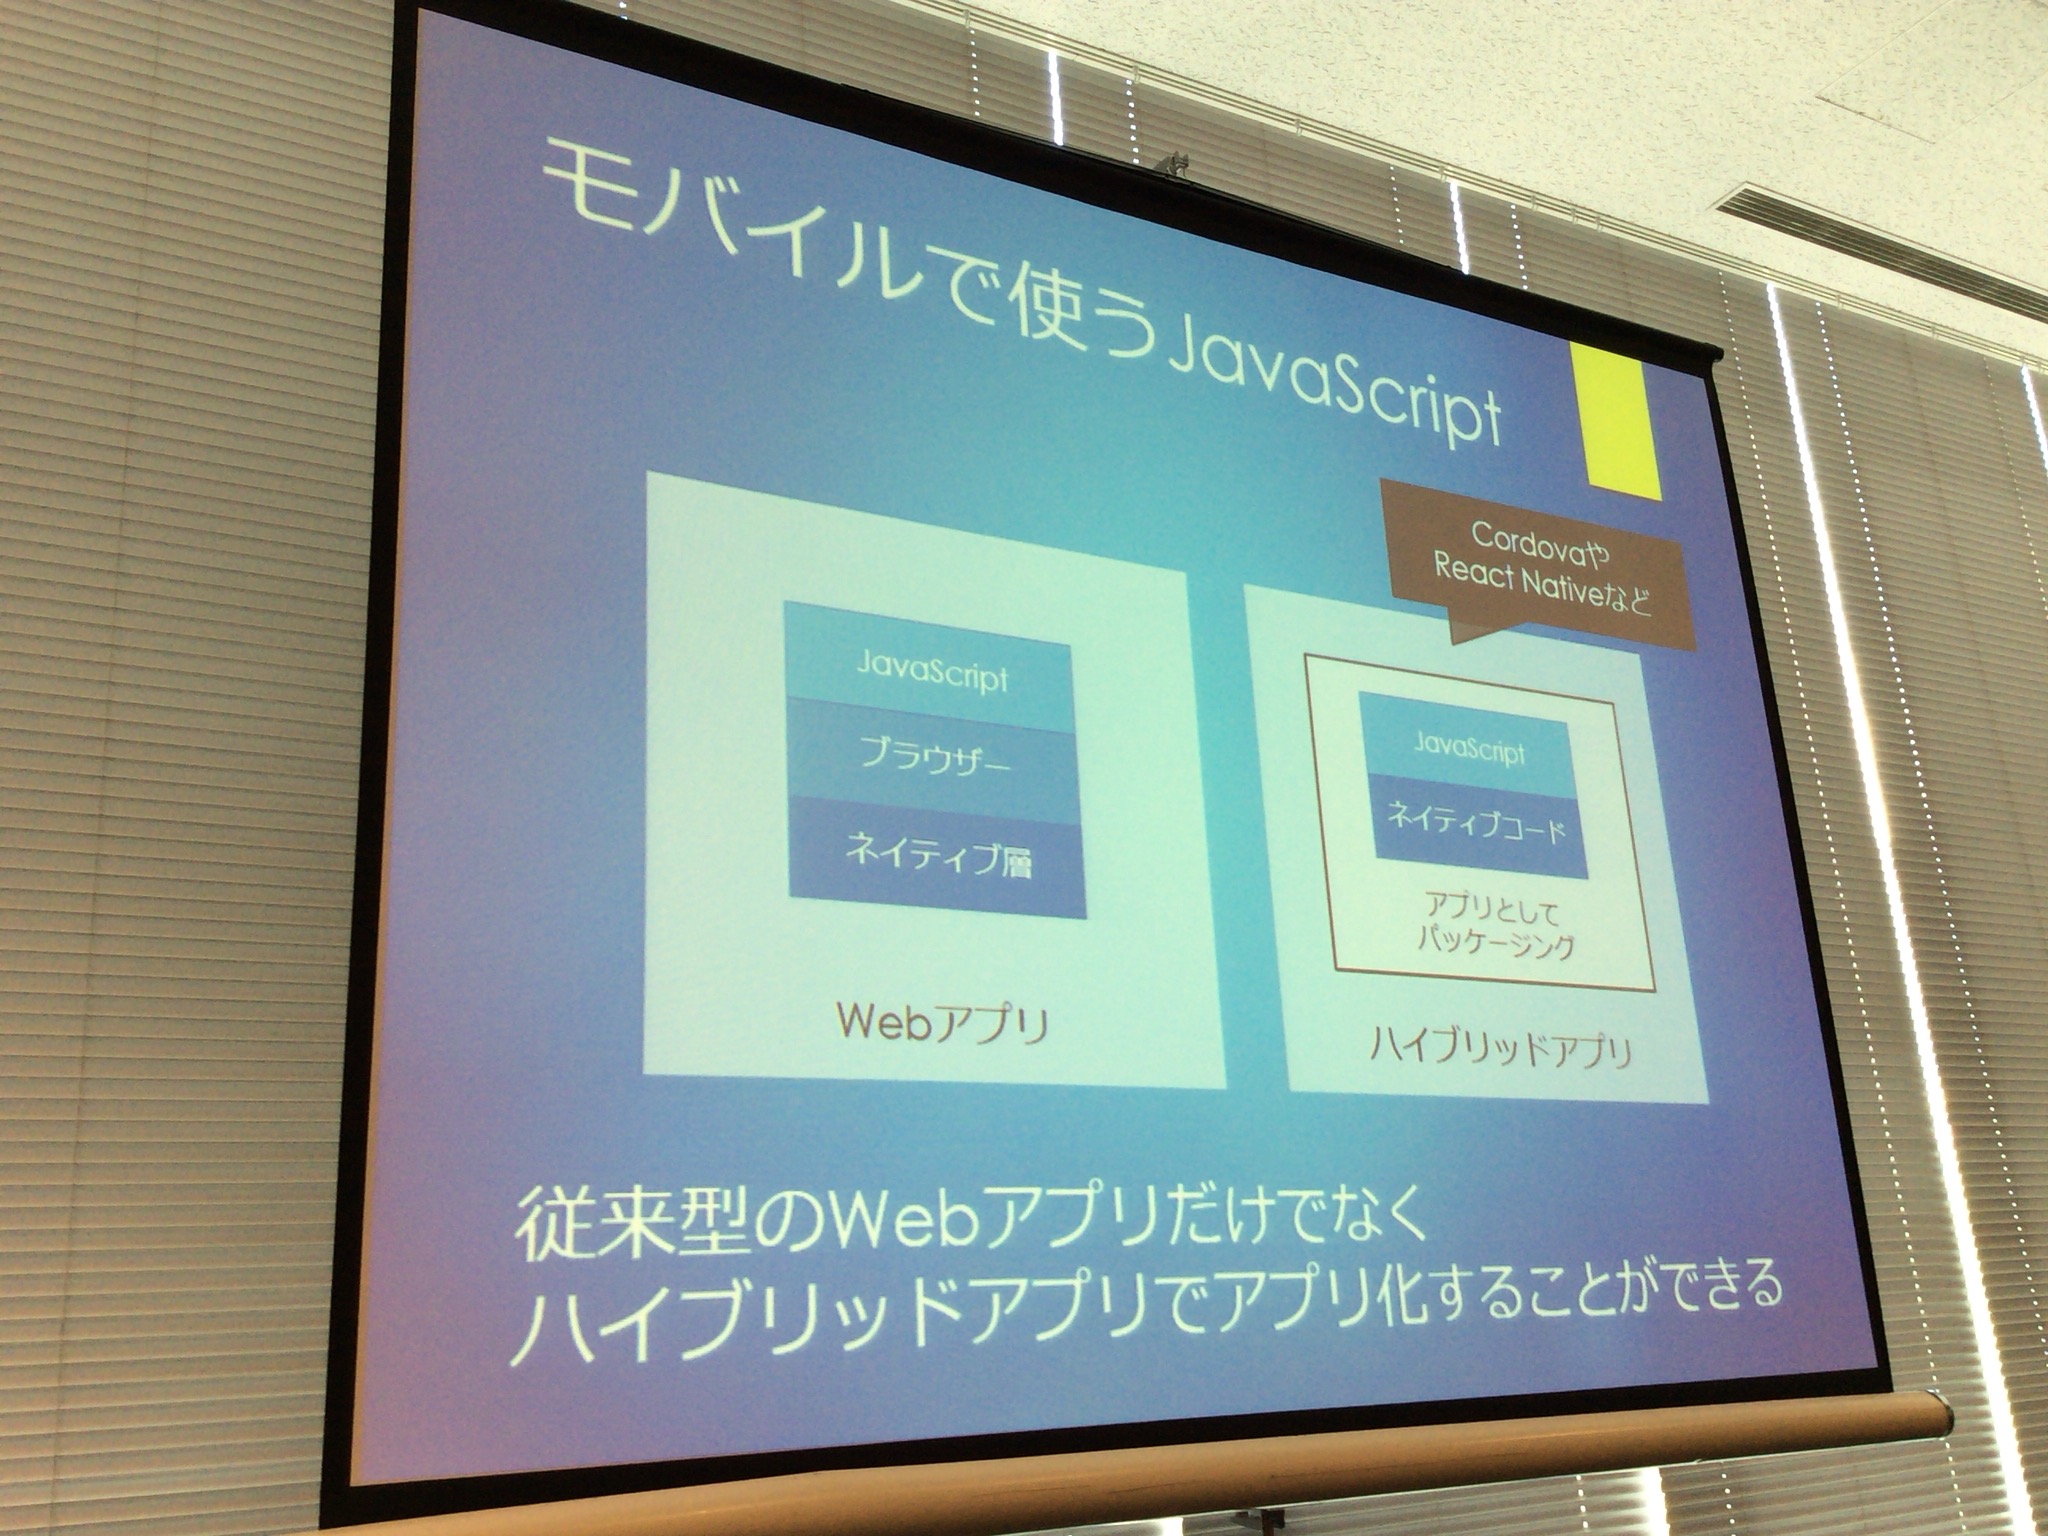 モバイルで使うJavaScript
Cordovaや
React Nativeなど
JavaScript
ブラウザー
ネイティブ層
Webアプリ
JavaScript
ネイティブコード
アプリとして
パッケージング
ハイブリッドアプリ
従来型のWebアプリだけでなく
ハイブリッドアプリでアプリ化することができる